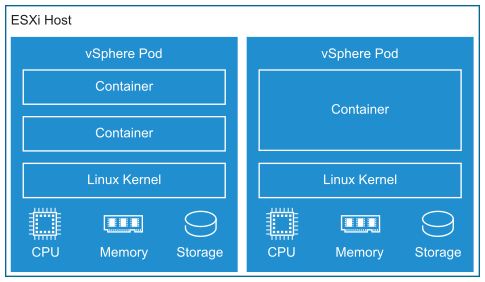 ESXi Host
vSphere Pod
Container
Container
Linux Kernel
CPU Memory Storage
vSphere Pod
Container
Linux Kernel
CPU Memory Storage